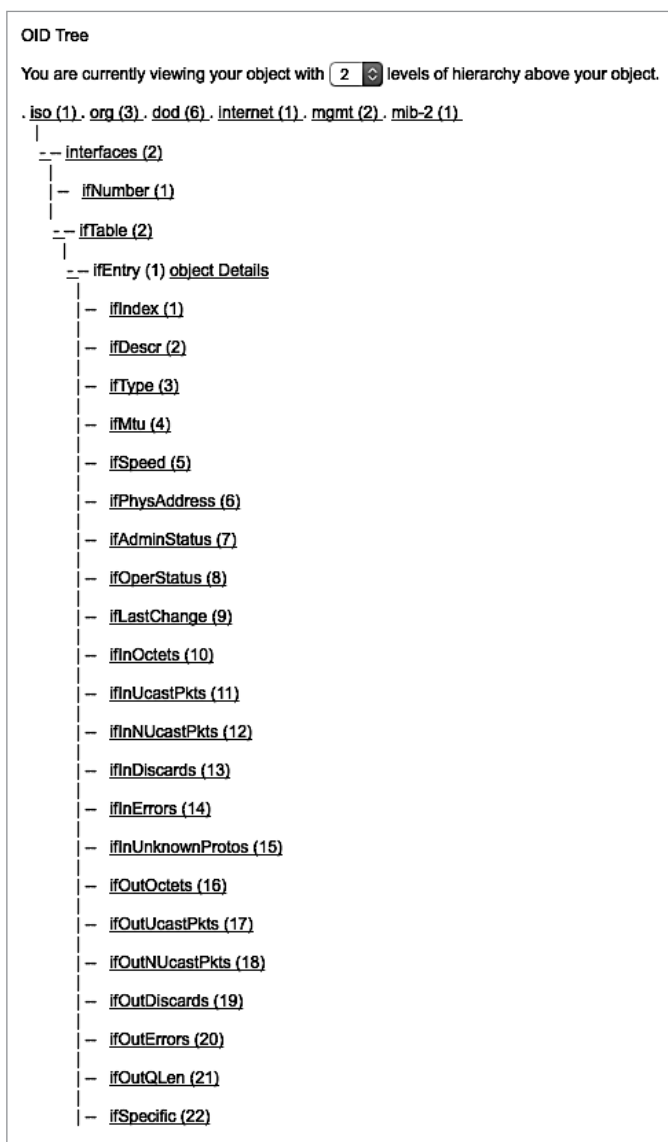 OID Tree
You are currently viewing your object with 2 levels of hierarchy above your object.
. iso (1) . org (3) . dod (6) . internet (1) . mgmt (2) . mib-2 (1)
|
- -- interfaces (2)
|
| -- ifNumber (1)
|
- -- ifTable (2)
|
- -- ifEntry (1) object Details
|
| -- ifIndex (1)
|
| -- ifDescr (2)
|
| -- ifType (3)
|
| -- ifMtu (4)
|
| -- ifSpeed (5)
|
| -- ifPhysAddress (6)
|
| -- ifAdminStatus (7)
|
| -- ifOperStatus (8)
|
| -- ifLastChange (9)
|
| -- ifInOctets (10)
|
| -- ifInUcastPkts (11)
|
| -- ifInNUcastPkts (12)
|
| -- ifInDiscards (13)
|
| -- ifInErrors (14)
|
| -- ifInUnknownProtos (15)
|
| -- ifOutOctets (16)
|
| -- ifOutUcastPkts (17)
|
| -- ifOutNUcastPkts (18)
|
| -- ifOutDiscards (19)
|
| -- ifOutErrors (20)
|
| -- ifOutQLen (21)
|
| -- ifSpecific (22)